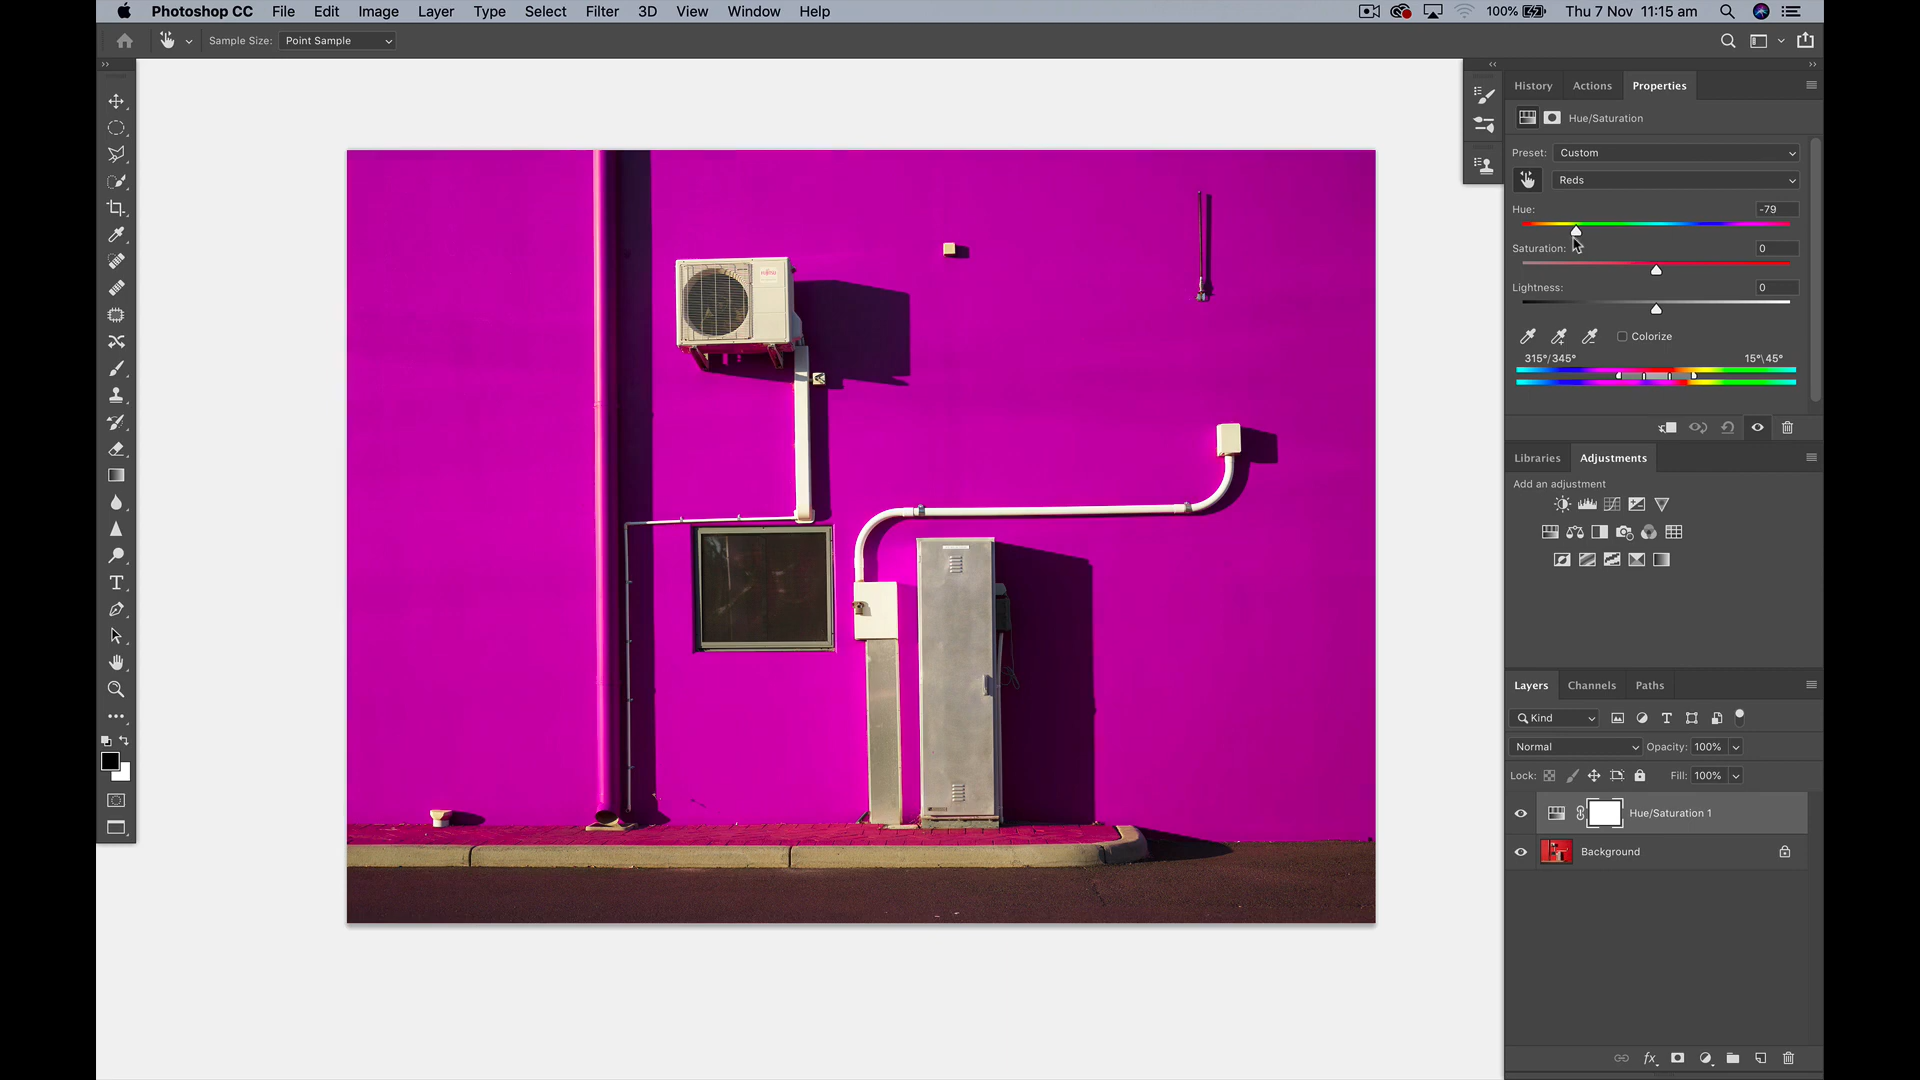 Photoshop CC File Edit Image Layer Type Select Filter 3D View Window Help 100% Thu 7 Nov 11:15 am
Sample Size: Point Sample
History Actions Properties
Hue/Saturation
Preset: Custom
Reds
Hue: -79
Saturation: 0
Lightness: 0
Colorize
315°/345° 15°\45°
Libraries Adjustments
Add an adjustment
Layers Channels Paths
Kind
Normal Opacity: 100%
Lock: Fill: 100%
Hue/Saturation 1
Background
fx